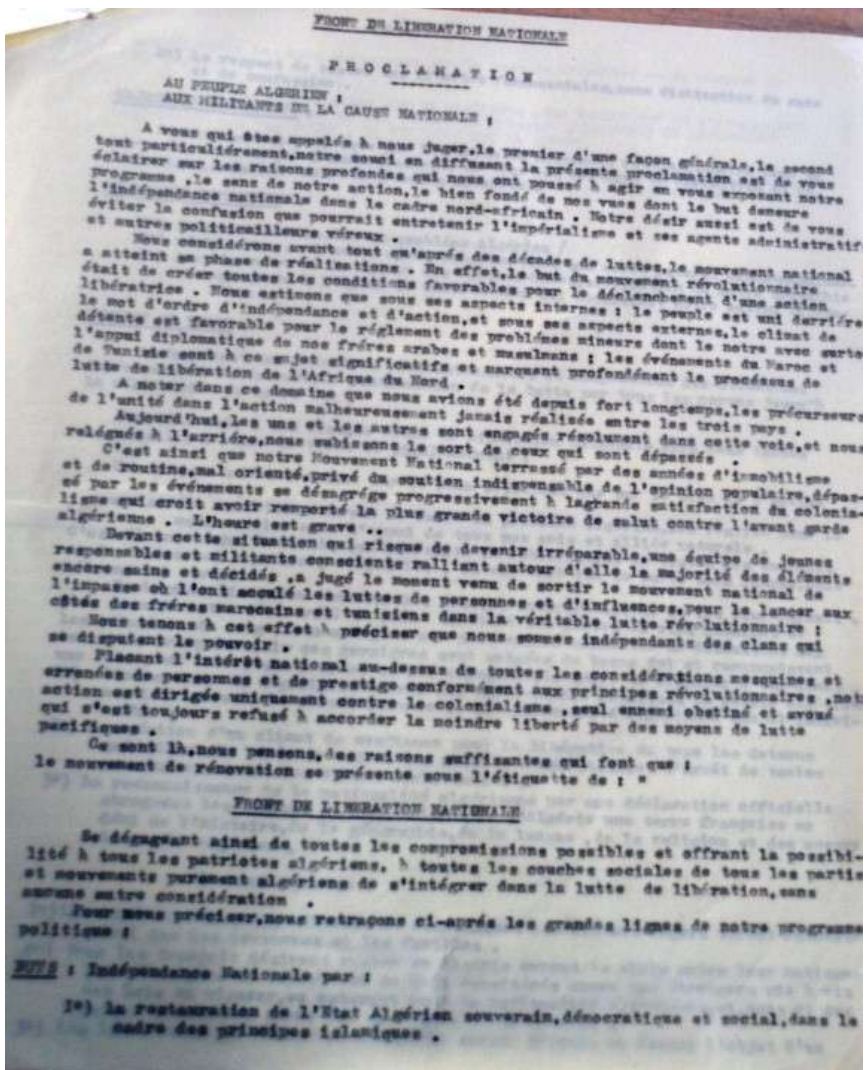 FRONT DE LIBERATION NATIONALE
PROCLAMATION
AU PEUPLE ALGERIEN ;
AUX MILITANTS DE LA CAUSE NATIONALE ;
A vous qui êtes appelés à nous juger,le premier d'une façon générale,le second
tout particulièrement,notre souci en diffusant la présente proclamation est de vous
éclairer sur les raisons profondes qui nous ont poussé à agir en vous exposant notre
programme ,le sens de notre action,le bien fondé de nos vues dont le but demeure
l'indépendance nationale dans le cadre nord-africain . Notre désir aussi est de vous
éviter la confusion que pourrait entretenir l'impérialisme et ses agents administratif
et autres politicailleurs véreux .
Nous considérons avant tout qu'après des décades de luttes,le mouvement national
a atteint sa phase de réalisations . En effet,le but du mouvement révolutionnaire
était de créer toutes les conditions favorables pour le déclenchement d'une action
libératrice . Nous estimons que sous ses aspects internes : le peuple est uni derrière
le mot d'ordre d'indépendance et d'action,et sous ses aspects externes,le climat de
détente est favorable pour le réglement des problèmes mineurs dont le notre avec surto
l'appui diplomatique de nos frères arabes et musulmans ; les événements du Maroc et
de Tunisie sont à ce sujet significatifs et marquent profondément le procéssus de
lutte de libération de l'Afrique du Nord .
A noter dans ce domaine que nous avions été depuis fort longtemps,les précurseurs
de l'unité dans l'action malheureusement jamais réalisée entre les trois pays .
Aujourd'hui,les uns et les autres sont engagés résolument dans cette voie,et nous
relégués à l'arrière,nous subissons le sort de ceux qui sont dépassés .
C'est ainsi que notre Mouvement National terrassé par des années d'immobilisme
et de routine,mal orienté,privé du soutien indispensable de l'opinion populaire,dépas-
sé par les événements se désagrége progressivement à lagrande satisfaction du colonia-
lisme qui croit avoir remporté la plus grande victoire de salut contre l'avant garde
algérienne . L'heure est grave ..
Devant cette situation qui risque de devenir irréparable,une équipe de jeunes
responsables et militants conscients ralliant autour d'elle la majorité des éléments
encore sains et décidés ,a jugé le moment venu de sortir le mouvement national de
l'impasse où l'ont acculé les luttes de personnes et d'influences,pour le lancer aux
côtés des frères marocains et tunisiens dans la véritable lutte révolutionnaire :
Nous tenons à cet effet à préciser que nous sommes indépendants des clans qui
se disputent le pouvoir .
Plaçant l'intérêt national au-dessus de toutes les considérations mesquines et
erronées de personnes et de prestige conformément aux principes révolutionnaires ,not
action est dirigée uniquement contre le colonialisme ,seul ennemi obstiné et avoué
qui s'est toujours refusé à accorder la moindre liberté par des moyens de lutte
pacifiques .
Ce sont là,nous pensons,des raisons suffisantes qui font que :
le mouvement de rénovation se présente sous l'étiquette de : "
FRONT DE LIBERATION NATIONALE
Se dégageant ainsi de toutes les compromissions possibles et offrant la possibi-
lité à tous les patriotes algériens, à toutes les couches sociales de tous les partis
et mouvements purement algériens de s'intégrer dans la lutte de libération,sans
aucune autre considération .
Pour nous préciser,nous retraçons ci-après les grandes lignes de notre programme
politique :
BUTS : Indépendance Nationale par :
1°) la restauration de l'Etat Algérien souverain,démocratique et social,dans le
cadre des principes islamiques .